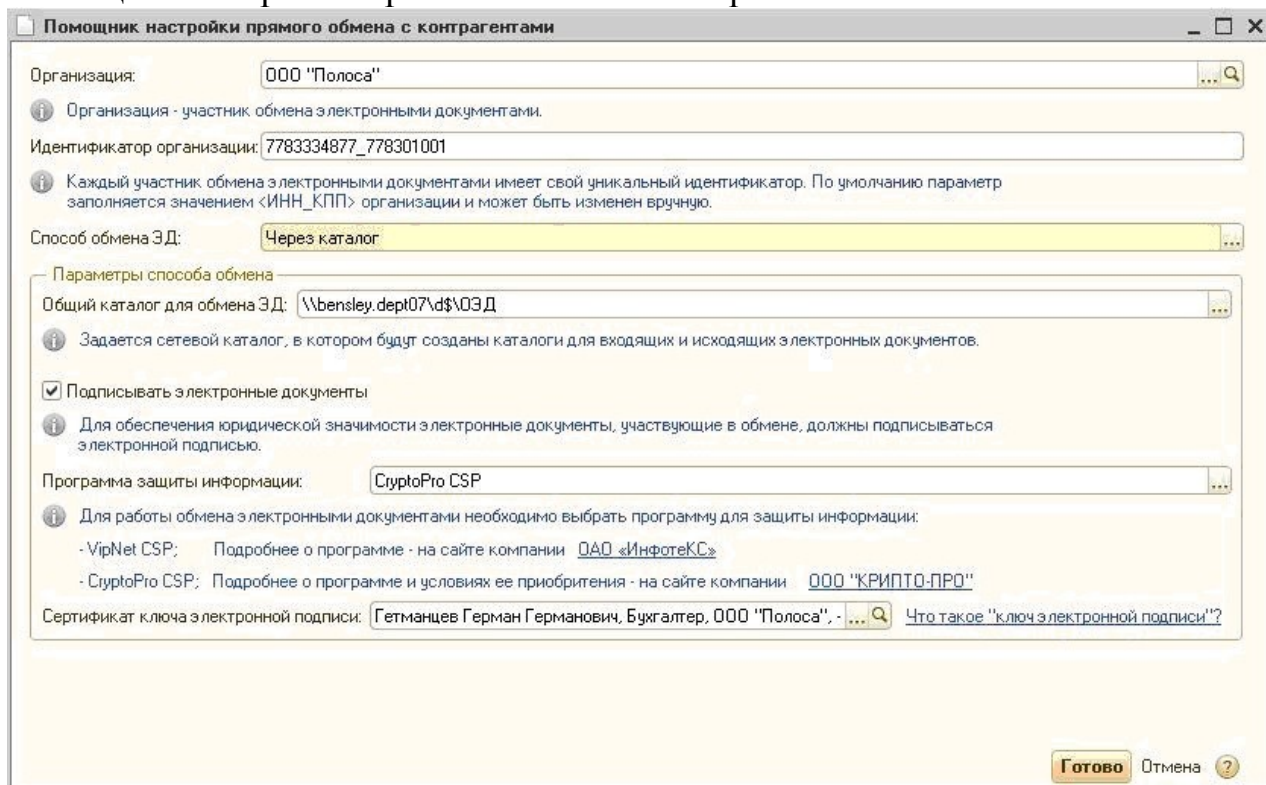 Помощник настройки прямого обмена с контрагентами
Организация: ООО "Полоса"
Организация - участник обмена электронными документами.
Идентификатор организации: 7783334877_778301001
Каждый участник обмена электронными документами имеет свой уникальный идентификатор. По умолчанию параметр
заполняется значением <ИНН_КПП> организации и может быть изменен вручную.
Способ обмена ЭД: Через каталог ...
Параметры способа обмена
Общий каталог для обмена ЭД: \\bensley.dept07\d$\ОЭД ...
Задается сетевой каталог, в котором будут созданы каталоги для входящих и исходящих электронных документов.
Подписывать электронные документы
Для обеспечения юридической значимости электронные документы, участвующие в обмене, должны подписываться
электронной подписью.
Программа защиты информации: CryptoPro CSP ...
Для работы обмена электронными документами необходимо выбрать программу для защиты информации:
- VipNet CSP; Подробнее о программе - на сайте компании ОАО «ИнфотеКС»
- CryptoPro CSP; Подробнее о программе и условиях ее приобритения - на сайте компании ООО "КРИПТО-ПРО"
Сертификат ключа электронной подписи: Гетманцев Герман Германович, Бухгалтер, ООО "Полоса", - ... Что такое "ключ электронной подписи"?
Готово Отмена ?